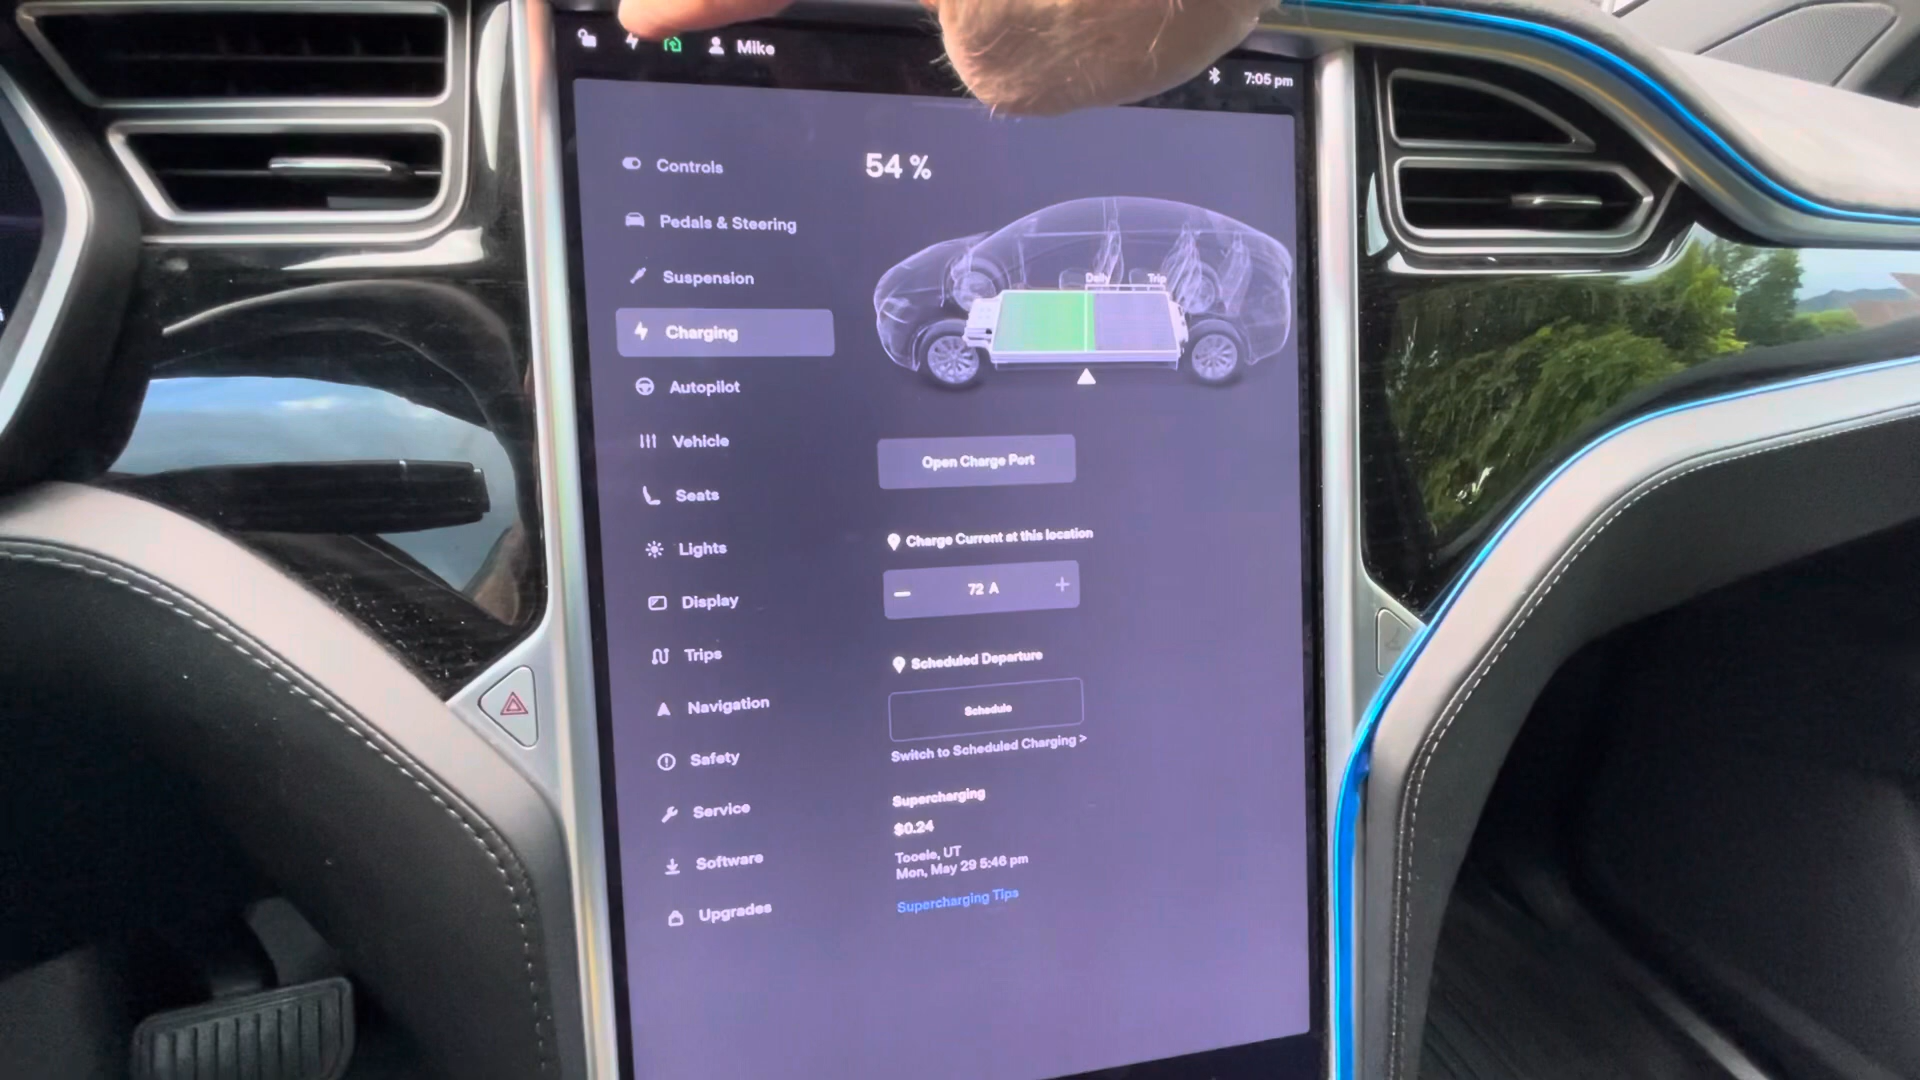 Mike
7:05 pm
Controls
Pedals & Steering
Suspension
Charging
Autopilot
Vehicle
Seats
Lights
Display
Trips
Navigation
Safety
Service
Software
Upgrades
54 %
Daily
Trip
Open Charge Port
Charge Current at this location
72 A
Scheduled Departure
Schedule
Switch to Scheduled Charging >
Supercharging
$0.24
Tooele, UT
Mon, May 29 5:46 pm
Supercharging Tips